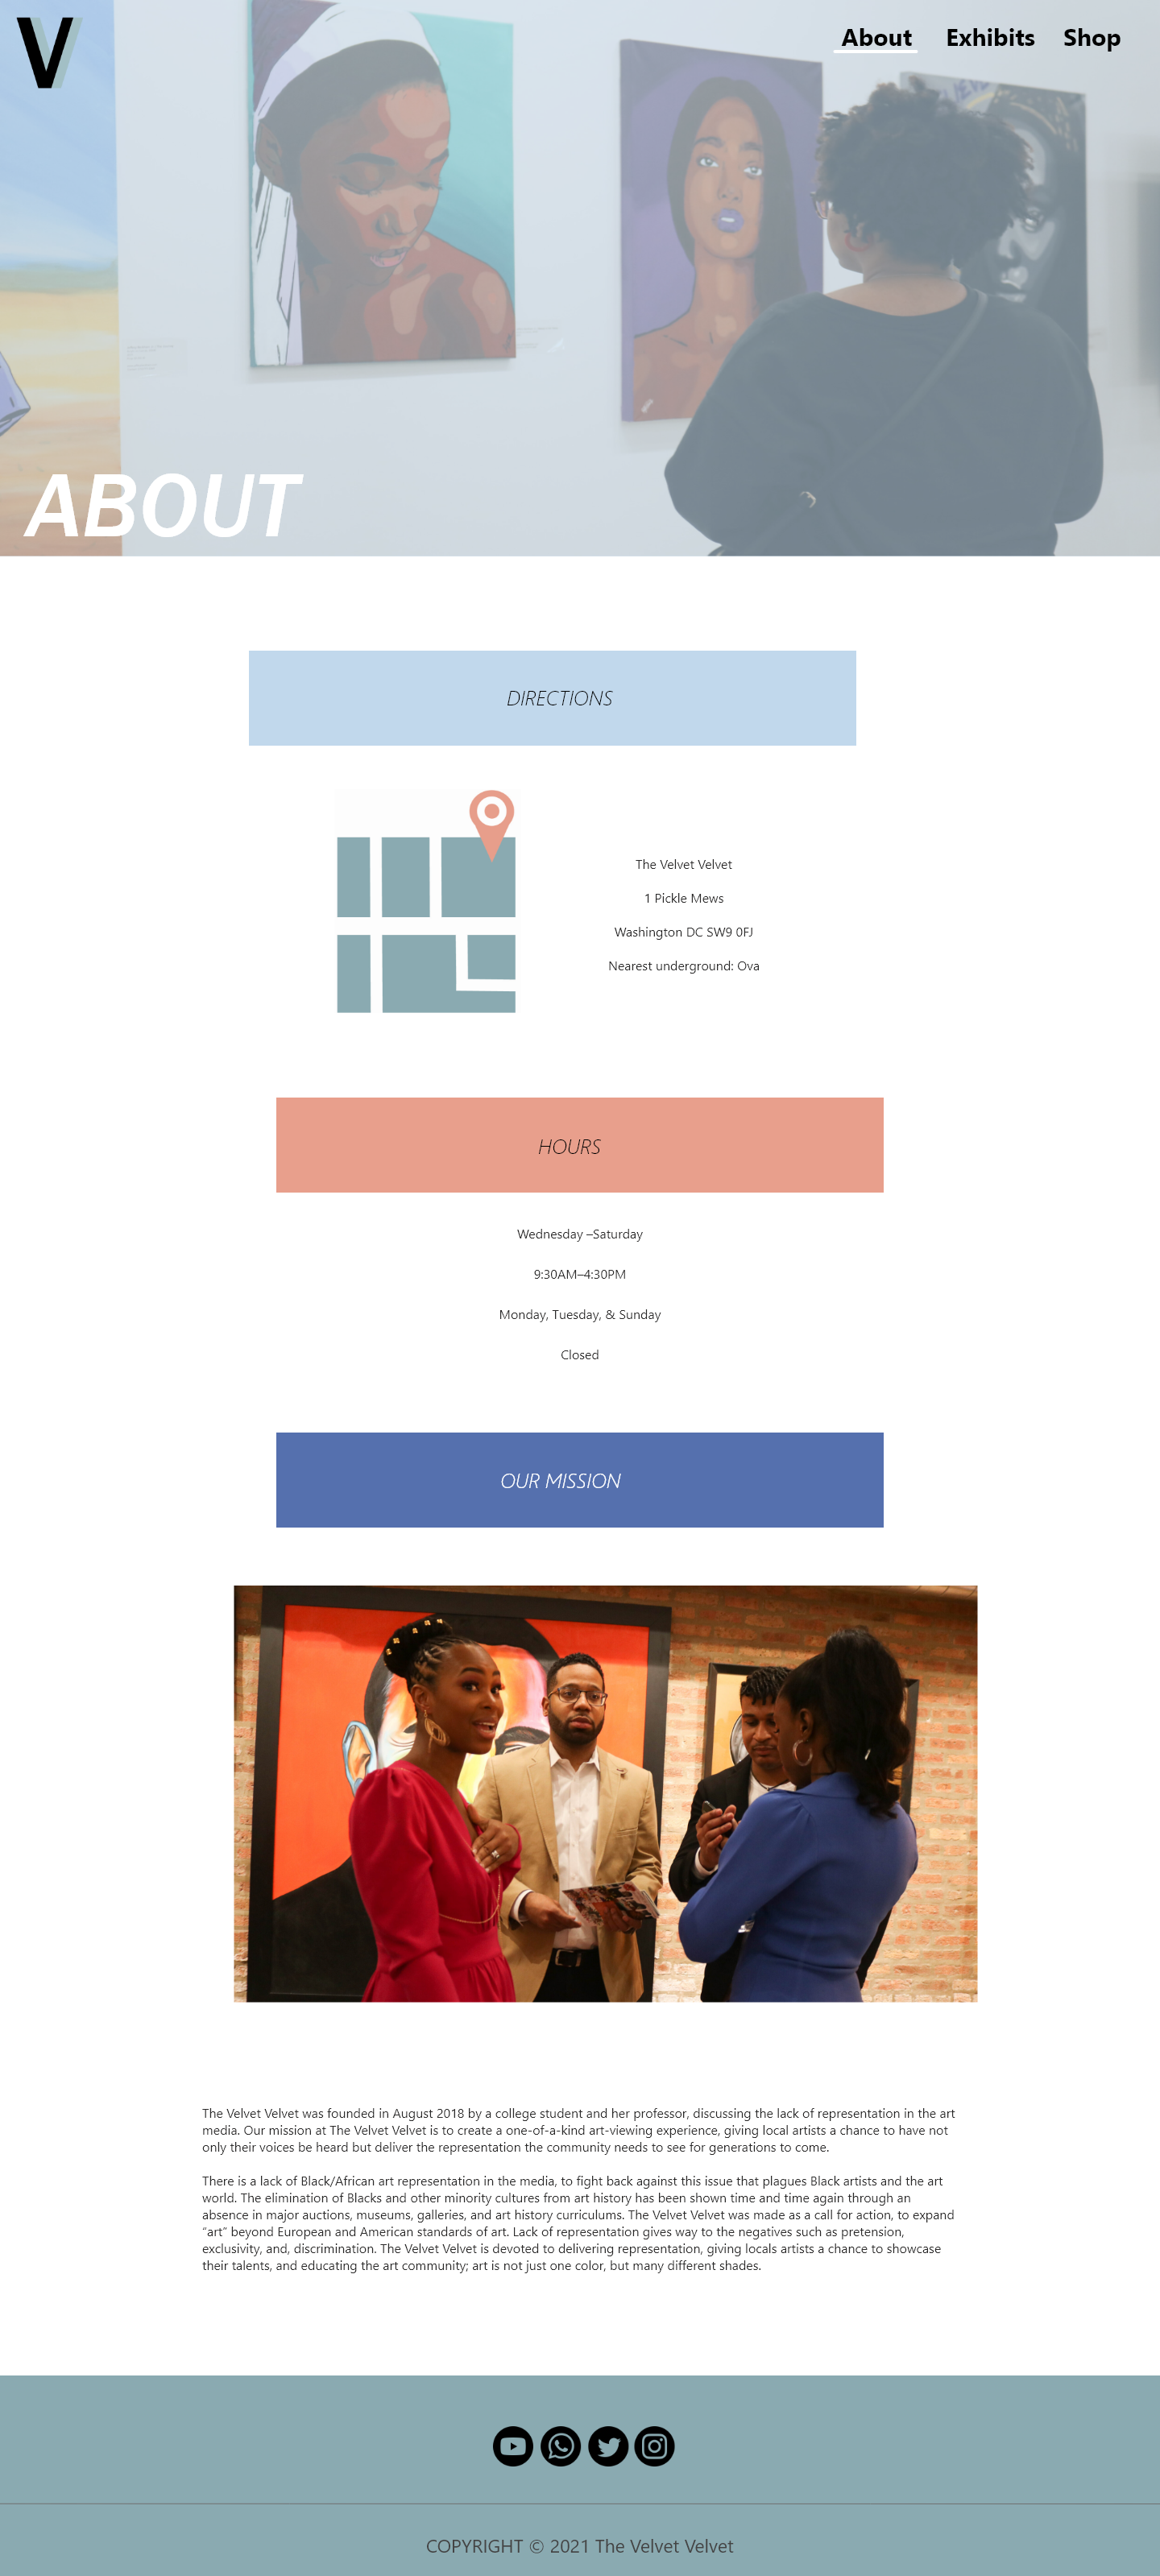 V
About Exhibits Shop
ABOUT
DIRECTIONS
The Velvet Velvet
1 Pickle Mews
Washington DC SW9 0FJ
Nearest underground: Ova
HOURS
Wednesday –Saturday
9:30AM–4:30PM
Monday, Tuesday, & Sunday
Closed
OUR MISSION
The Velvet Velvet was founded in August 2018 by a college student and her professor, discussing the lack of representation in the art
media. Our mission at The Velvet Velvet is to create a one-of-a-kind art-viewing experience, giving local artists a chance to have not
only their voices be heard but deliver the representation the community needs to see for generations to come.
There is a lack of Black/African art representation in the media, to fight back against this issue that plagues Black artists and the art
world. The elimination of Blacks and other minority cultures from art history has been shown time and time again through an
absence in major auctions, museums, galleries, and art history curriculums. The Velvet Velvet was made as a call for action, to expand
“art” beyond European and American standards of art. Lack of representation gives way to the negatives such as pretension,
exclusivity, and, discrimination. The Velvet Velvet is devoted to delivering representation, giving locals artists a chance to showcase
their talents, and educating the art community; art is not just one color, but many different shades.
COPYRIGHT © 2021 The Velvet Velvet